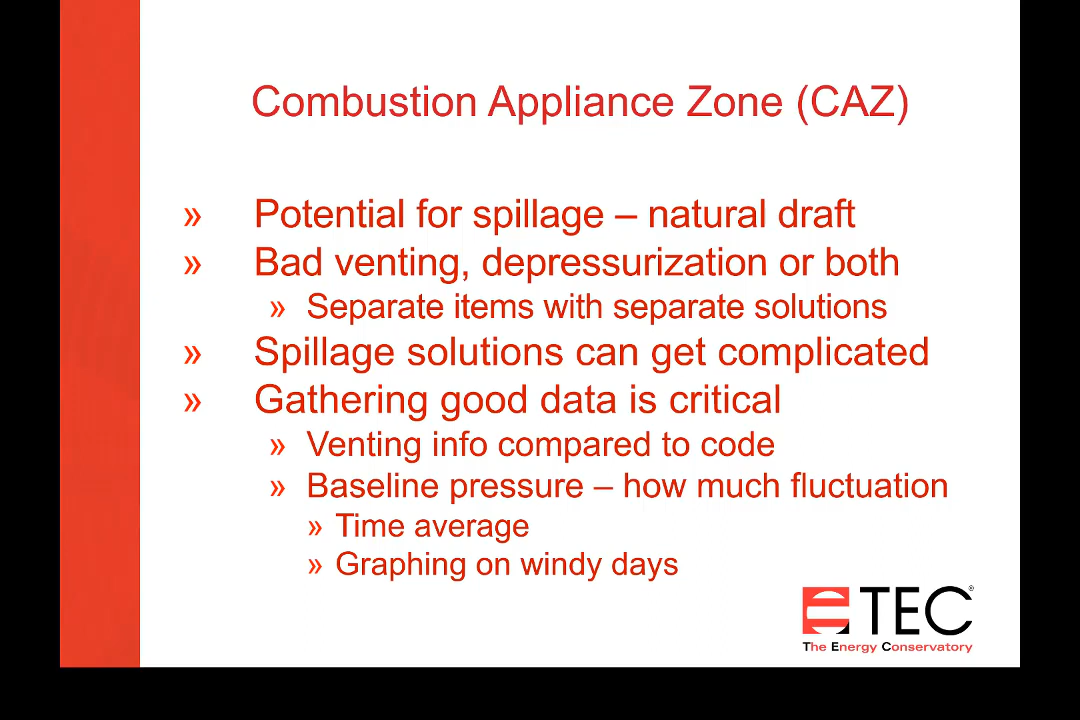 Combustion Appliance Zone (CAZ)
» Potential for spillage – natural draft
» Bad venting, depressurization or both
» Separate items with separate solutions
» Spillage solutions can get complicated
» Gathering good data is critical
» Venting info compared to code
» Baseline pressure – how much fluctuation
» Time average
» Graphing on windy days
TEC®
The Energy Conservatory